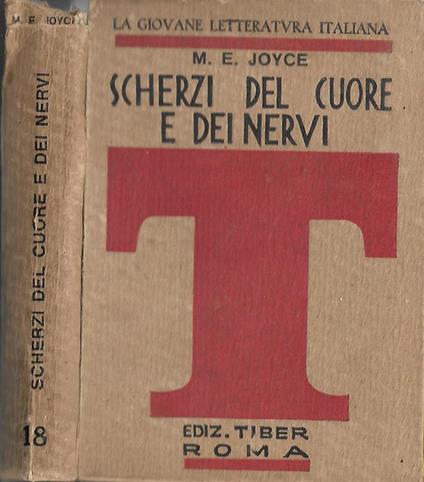 M. E. JOYCE
SCHERZI DEL CUORE E DEI NERVI
18
LA GIOVANE LETTERATVRA ITALIANA
M. E. JOYCE
SCHERZI DEL CUORE
E DEI NERVI
T
EDIZ. TIBER
ROMA